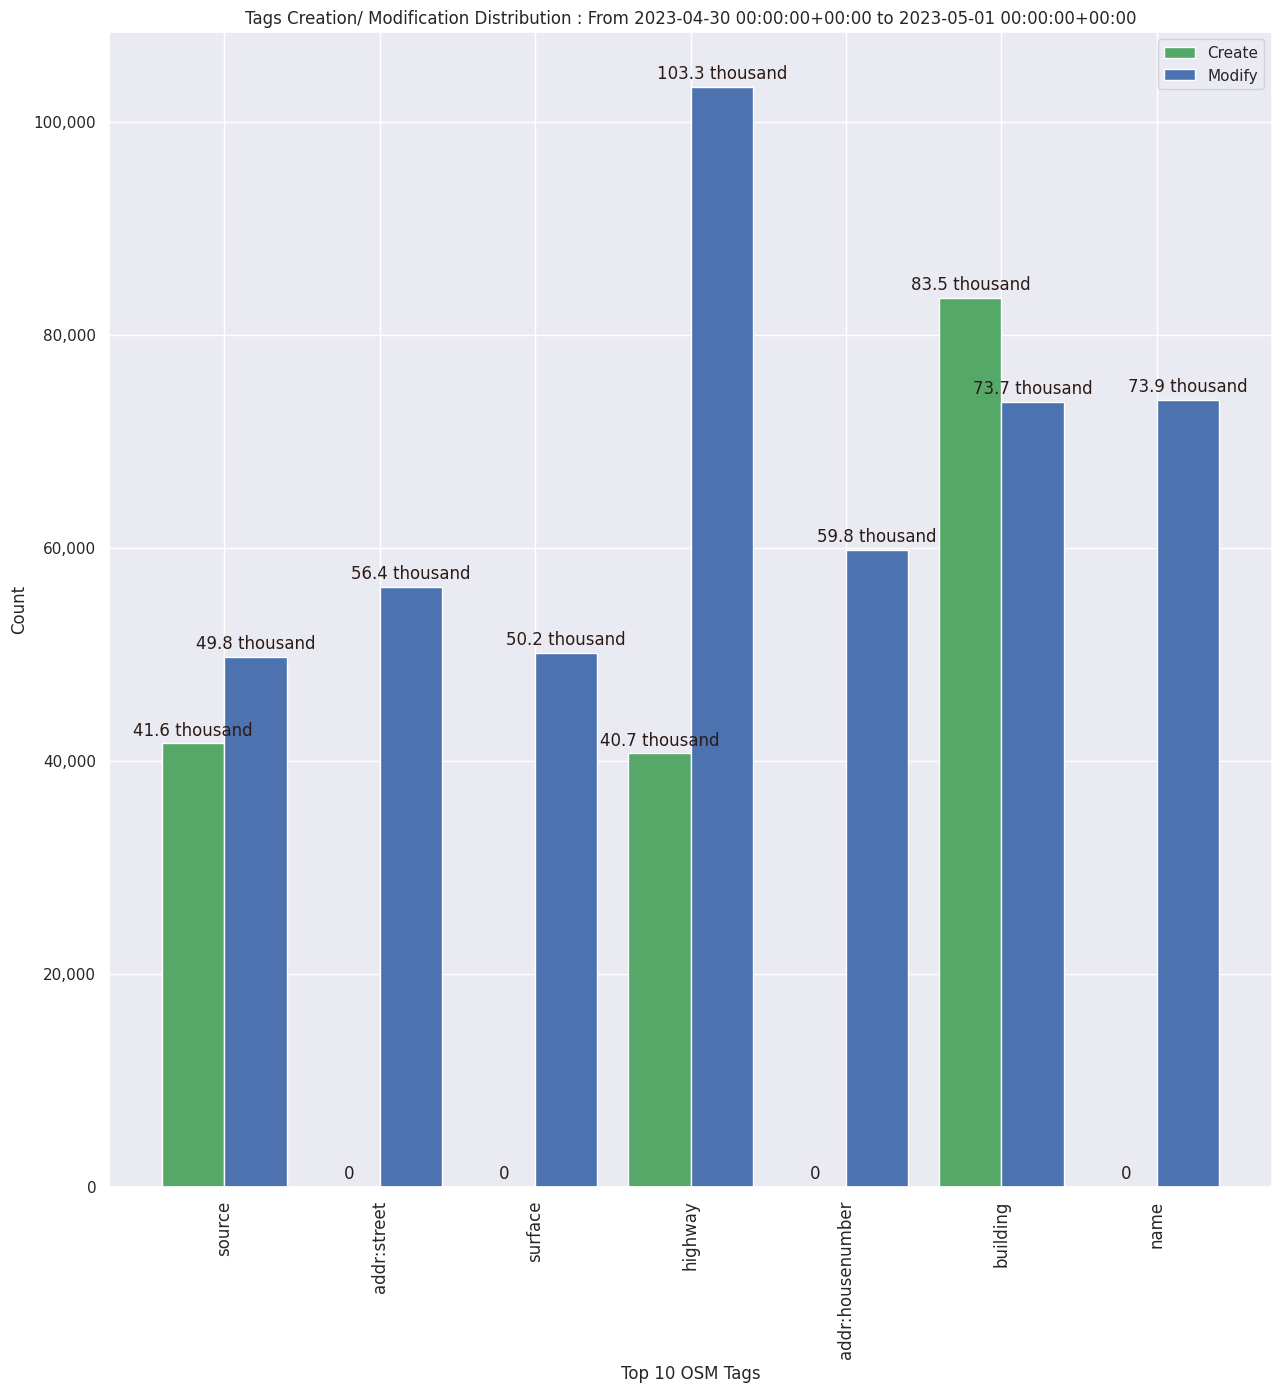 Tags Creation/ Modification Distribution : From 2023-04-30 00:00:00+00:00 to 2023-05-01 00:00:00+00:00
Create
Modify
103.3 thousand
100,000
83.5 thousand
80,000
73.7 thousand
73.9 thousand
60,000
59.8 thousand
56.4 thousand
49.8 thousand
50.2 thousand
41.6 thousand
40.7 thousand
40,000
20,000
0
0
0
0
0
Count
source
addr:street
surface
highway
addr:housenumber
building
name
Top 10 OSM Tags